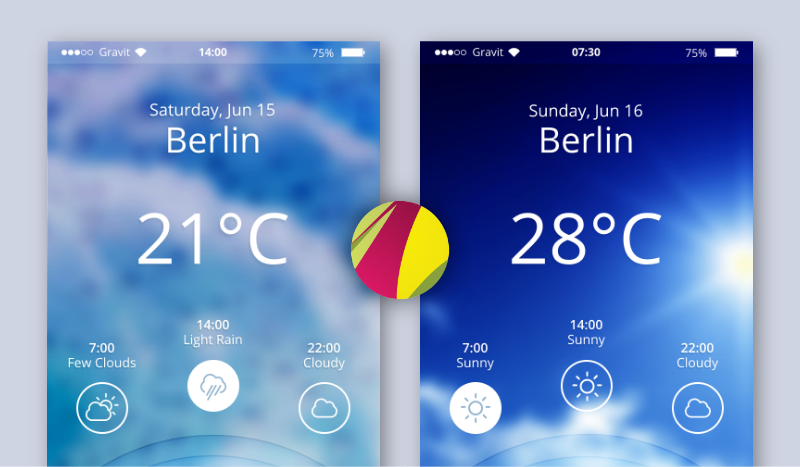 Gravit 14:00 75%
Saturday, Jun 15
Berlin
21°C
14:00
Light Rain
7:00
Few Clouds
22:00
Cloudy
Gravit 07:30 75%
Sunday, Jun 16
Berlin
28°C
14:00
Sunny
7:00
Sunny
22:00
Cloudy